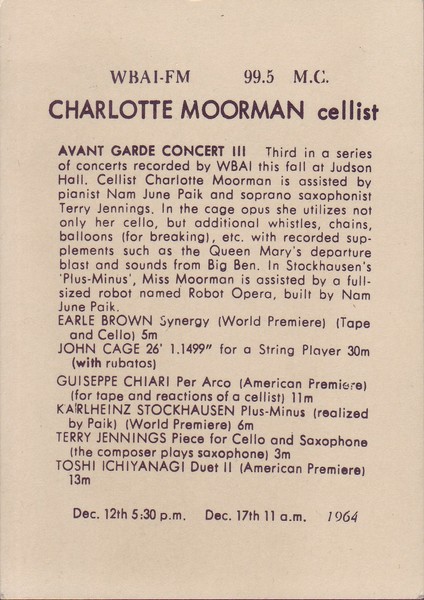 WBAI-FM 99.5 M.C.
CHARLOTTE MOORMAN cellist
AVANT GARDE CONCERT III Third in a series
of concerts recorded by WBAI this fall at Judson
Hall. Cellist Charlotte Moorman is assisted by
pianist Nam June Paik and soprano saxophonist
Terry Jennings. In the cage opus she utilizes not
only her cello, but additional whistles, chains,
balloons (for breaking), etc. with recorded sup-
plements such as the Queen Mary's departure
blast and sounds from Big Ben. In Stockhausen's
'Plus-Minus', Miss Moorman is assisted by a full-
sized robot named Robot Opera, built by Nam
June Paik.
EARLE BROWN Synergy (World Premiere) (Tape
and Cello) 5m
JOHN CAGE 26' 1.1499" for a String Player 30m
(with rubatos)
GUISEPPE CHIARI Per Arco (American Premiere)
(for tape and reactions of a cellist) 11m
KARLHEINZ STOCKHAUSEN Plus-Minus (realized
by Paik) (World Premiere) 6m
TERRY JENNINGS Piece for Cello and Saxophone
(the composer plays saxophone) 3m
TOSHI ICHIYANAGI Duet II (American Premiere)
13m
Dec. 12th 5:30 p.m. Dec. 17th 11 a.m. 1964